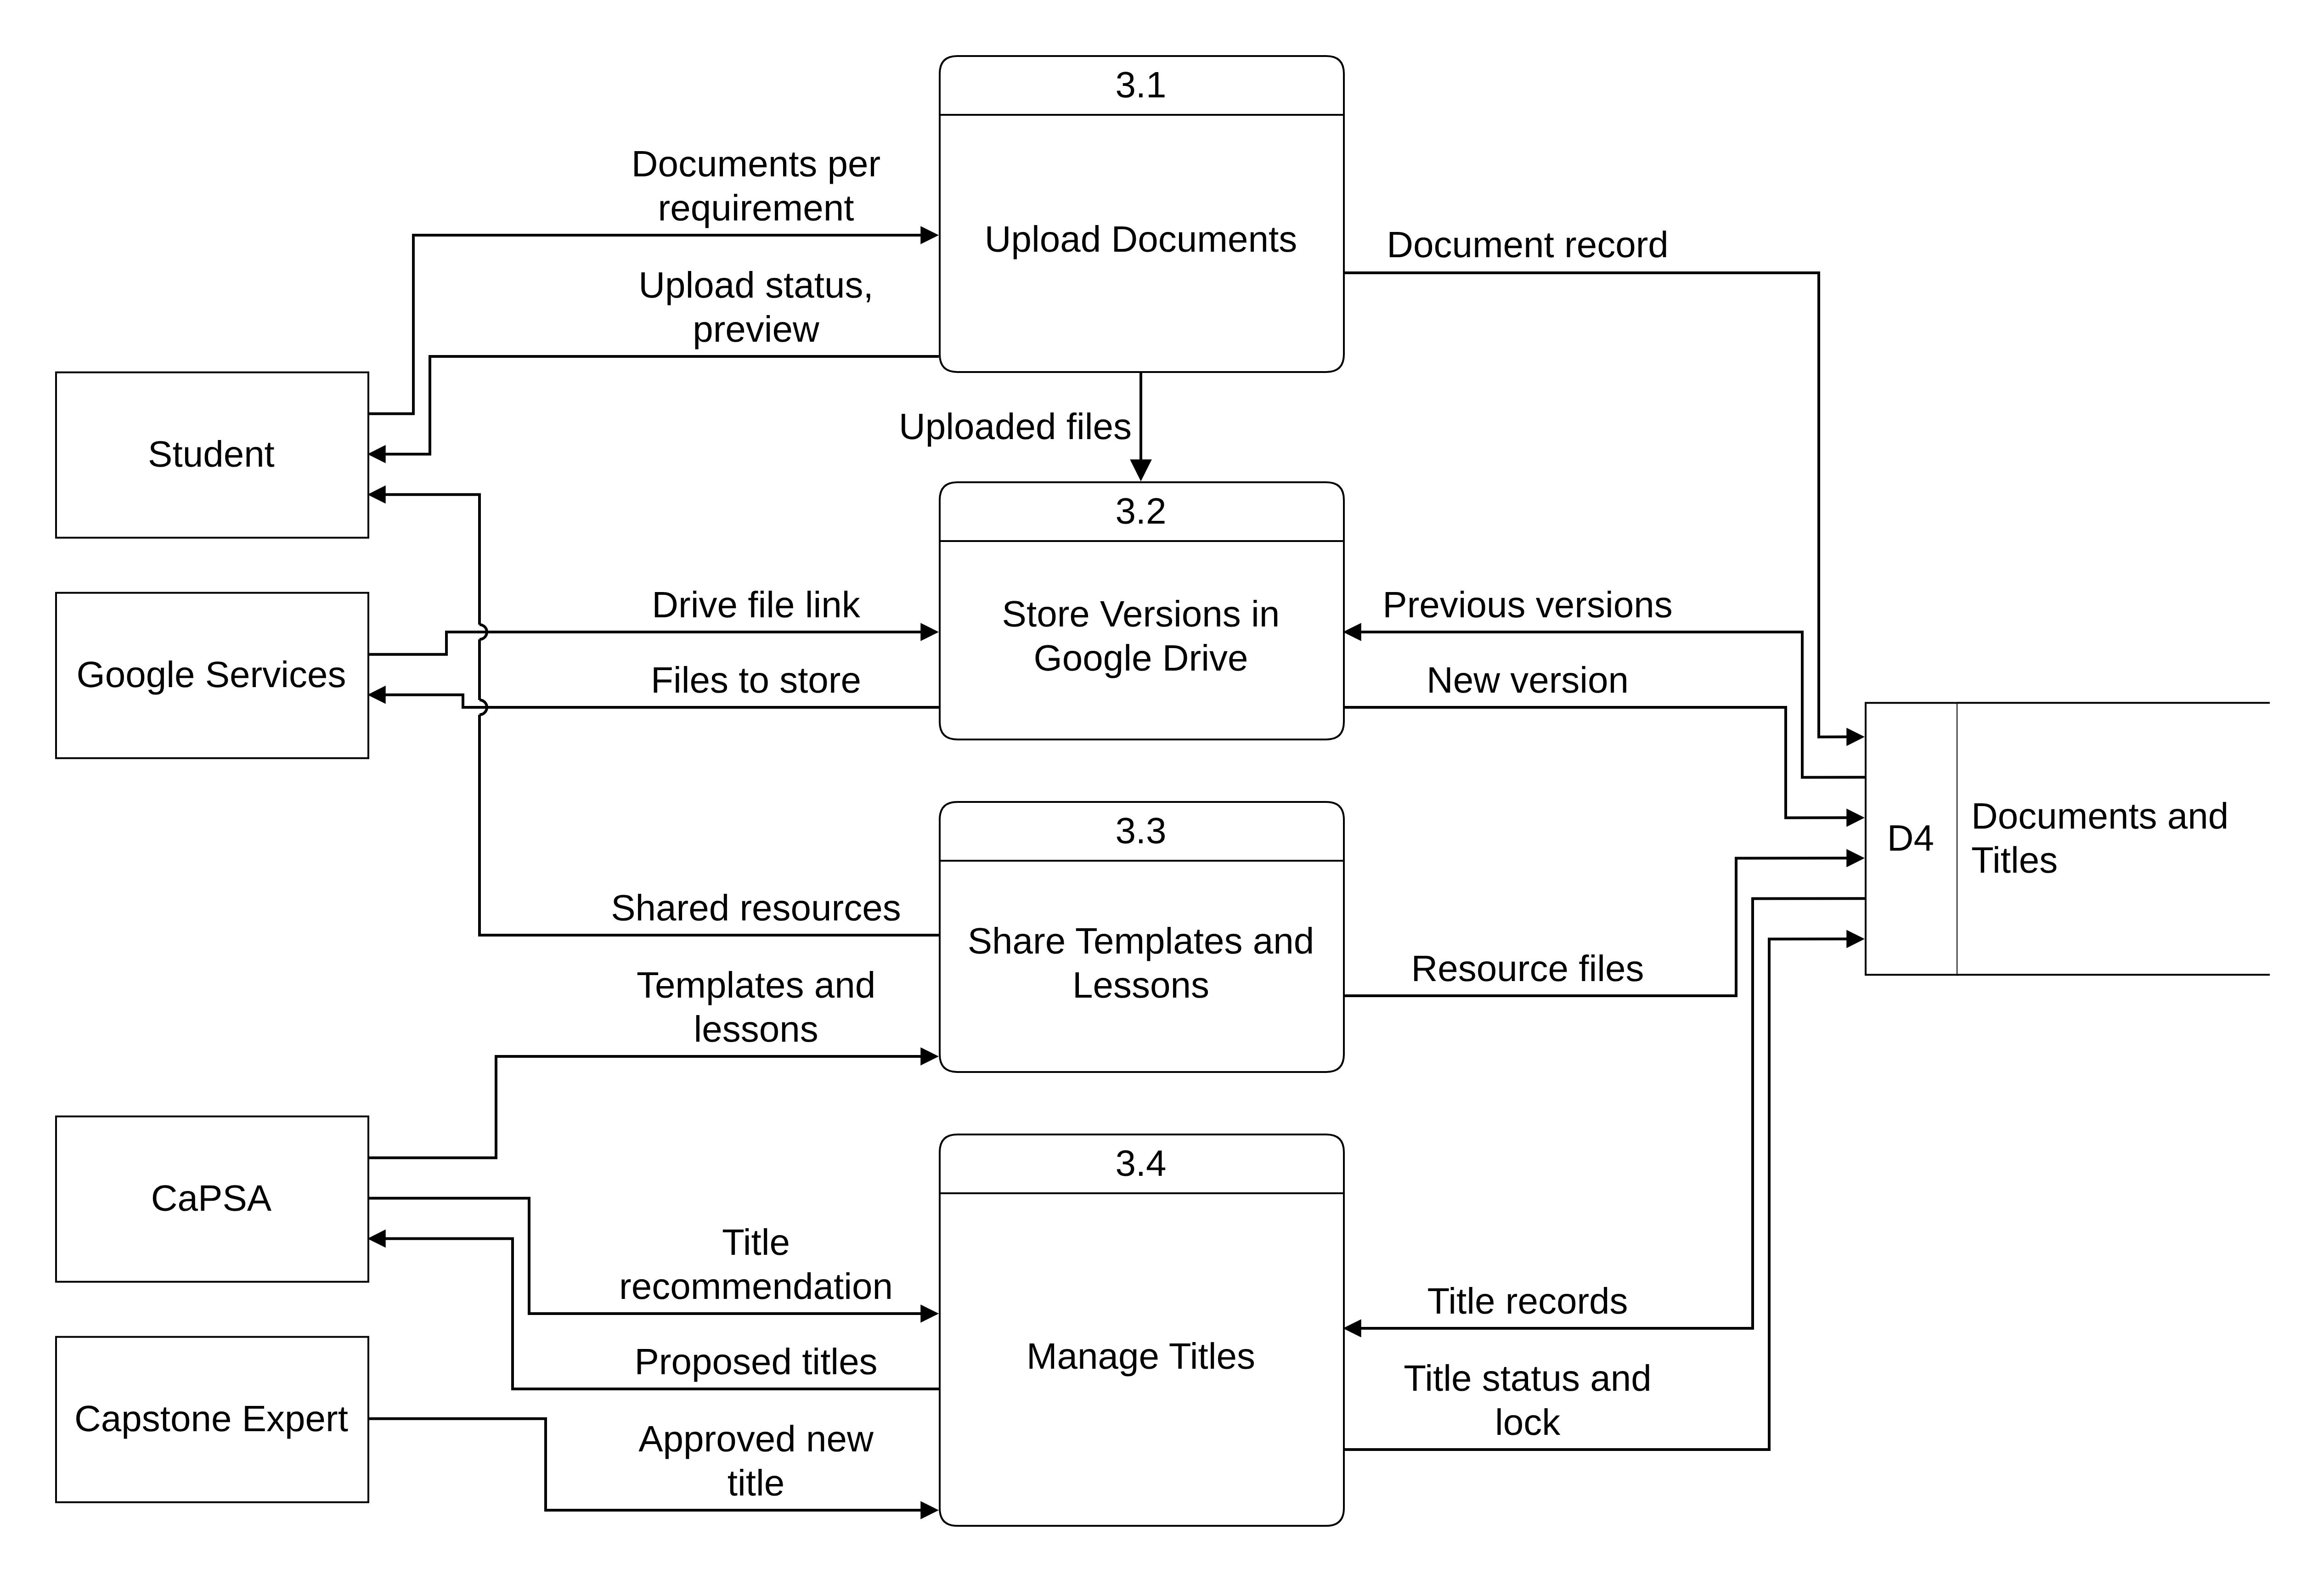 3.1
Upload Documents
Documents per
requirement
Upload status,
preview
Document record
Student
Uploaded files
3.2
Store Versions in
Google Drive
Google Services
Drive file link
Files to store
Previous versions
New version
D4
Documents and
Titles
3.3
Share Templates and
Lessons
Shared resources
Templates and
lessons
Resource files
CaPSA
3.4
Manage Titles
Title
recommendation
Proposed titles
Capstone Expert
Approved new
title
Title records
Title status and
lock